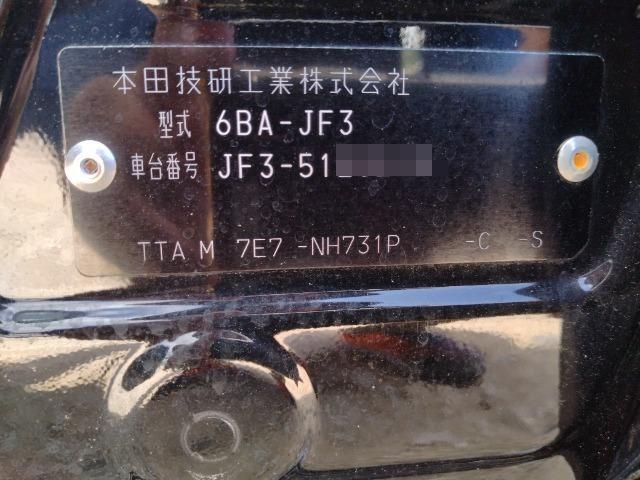 本田技研工業株式会社
型式 6BA-JF3
車台番号 JF3-51
TTA M 7E7 -NH731P -C -S